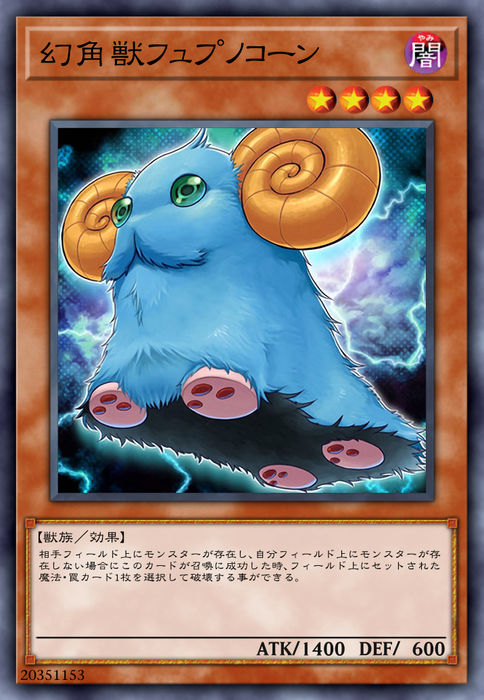 幻角獣フュプノコーン
やみ
闇
【獣族/効果】
相手フィールド上にモンスターが存在し、自分フィールド上にモンスターが存
在しない場合にこのカードが召喚に成功した時、フィールド上にセットされた
魔法・罠カード1枚を選択して破壊する事ができる。
ATK/1400 DEF/ 600
20351153